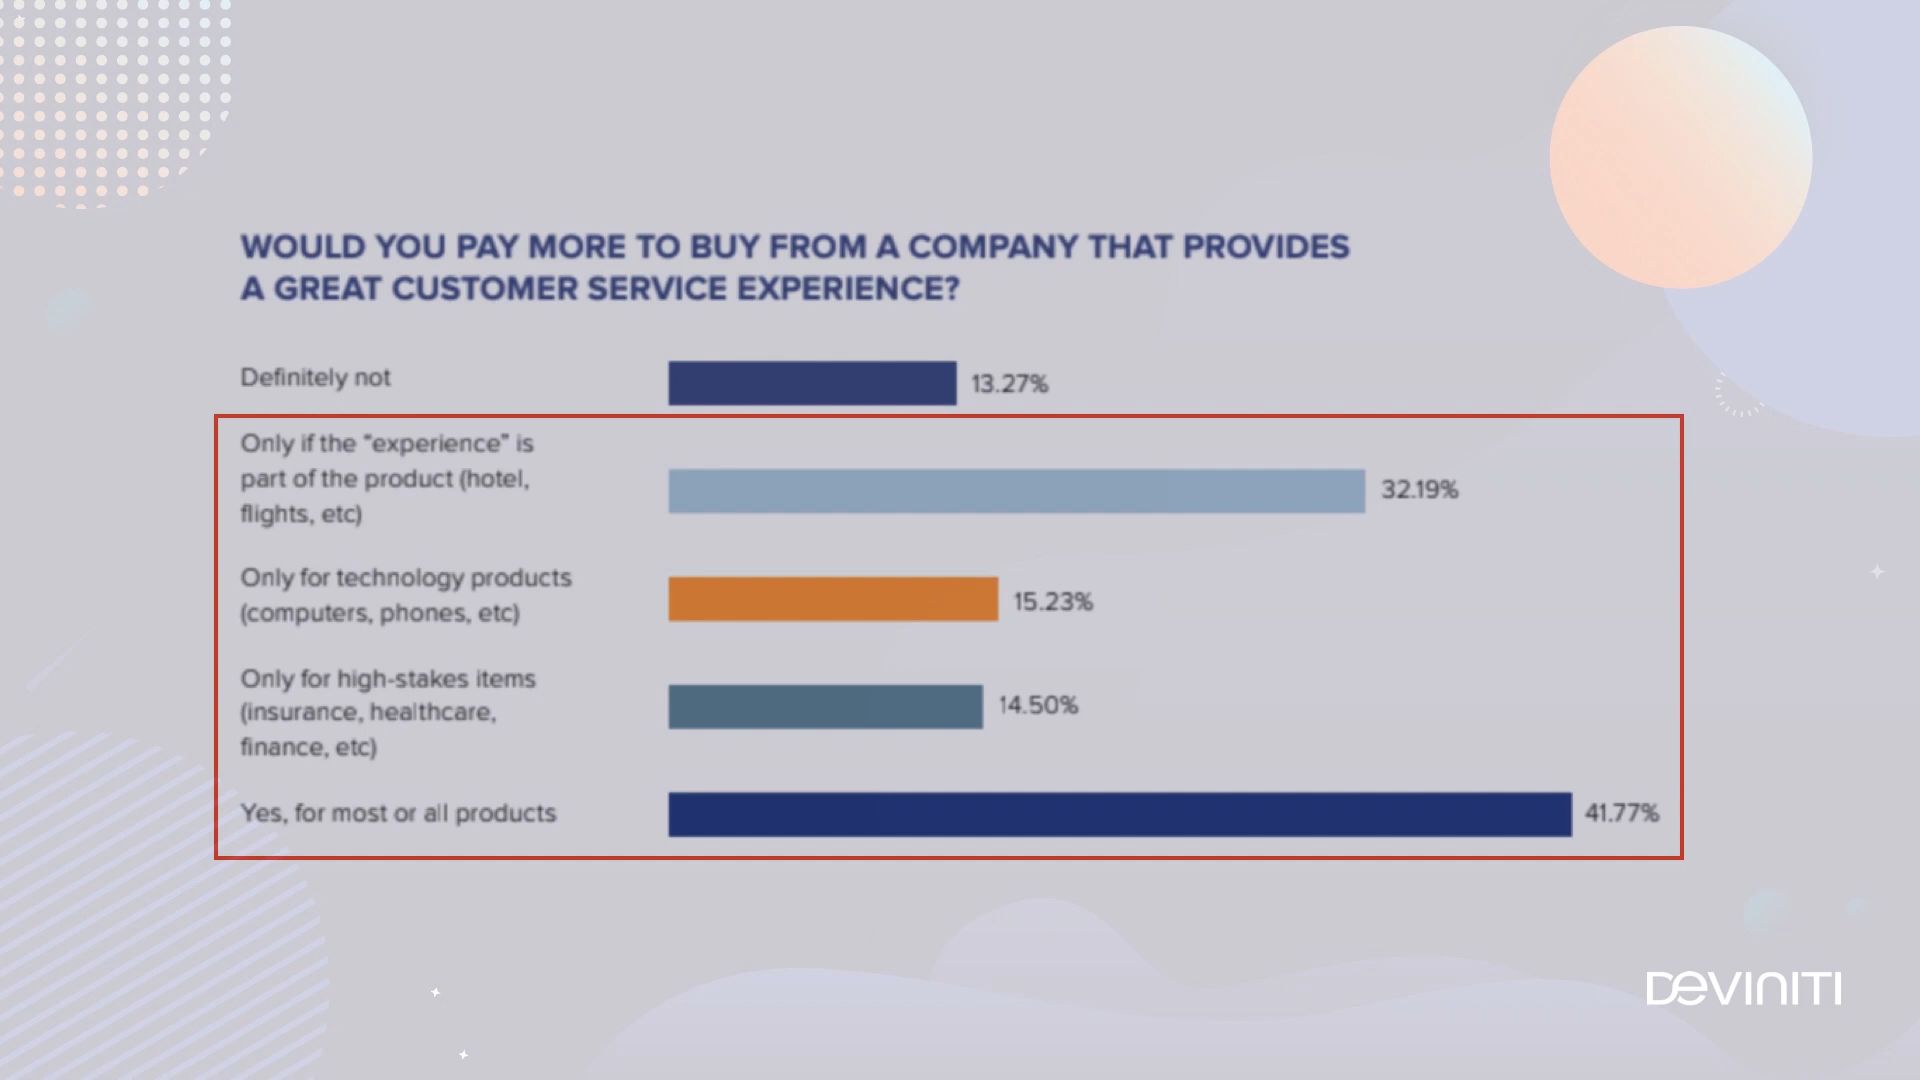 WOULD YOU PAY MORE TO BUY FROM A COMPANY THAT PROVIDES
A GREAT CUSTOMER SERVICE EXPERIENCE?
Definitely not
13.27%
Only if the “experience” is
part of the product (hotel,
flights, etc)
32.19%
Only for technology products
(computers, phones, etc)
15.23%
Only for high-stakes items
(insurance, healthcare,
finance, etc)
14.50%
Yes, for most or all products
41.77%
DEVINITI